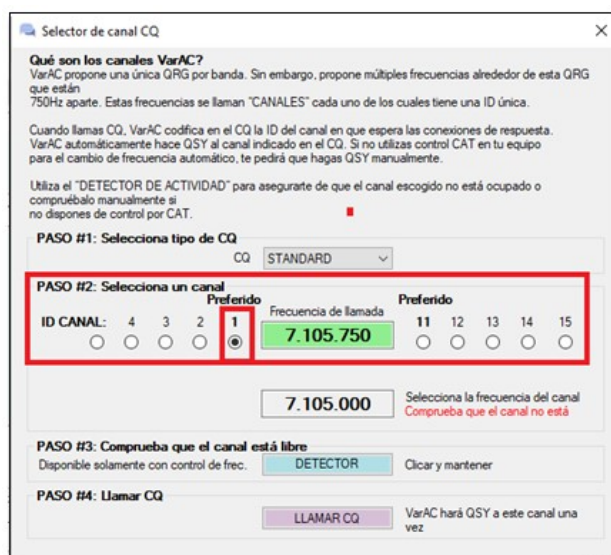 Selector de canal CQ
Qué son los canales VarAC?
VarAC propone una única QRG por banda. Sin embargo, propone múltiples frecuencias alrededor de esta QRG
que están
750Hz aparte. Estas frecuencias se llaman "CANALES" cada uno de los cuales tiene una ID única.
Cuando llamas CQ, VarAC codifica en el CQ la ID del canal en que espera las conexiones de respuesta.
VarAC automáticamente hace QSY al canal indicado en el CQ. Si no utilizas control CAT en tu equipo
para el cambio de frecuencia automático, te pedirá que hagas QSY manualmente.
Utiliza el "DETECTOR DE ACTIVIDAD" para asegurarte de que el canal escogido no está ocupado o
compruébalo manualmente si
no dispones de control por CAT.
PASO #1: Selecciona tipo de CQ
CQ STANDARD
PASO #2: Selecciona un canal
Preferido Frecuencia de llamada Preferido
ID CANAL: 4 3 2 1 7.105.750 11 12 13 14 15
7.105.000 Selecciona la frecuencia del canal
Comprueba que el canal no está
PASO #3: Comprueba que el canal está libre
Disponible solamente con control de frec. DETECTOR Clicar y mantener
PASO #4: Llamar CQ
LLAMAR CQ VarAC hará QSY a este canal una
vez